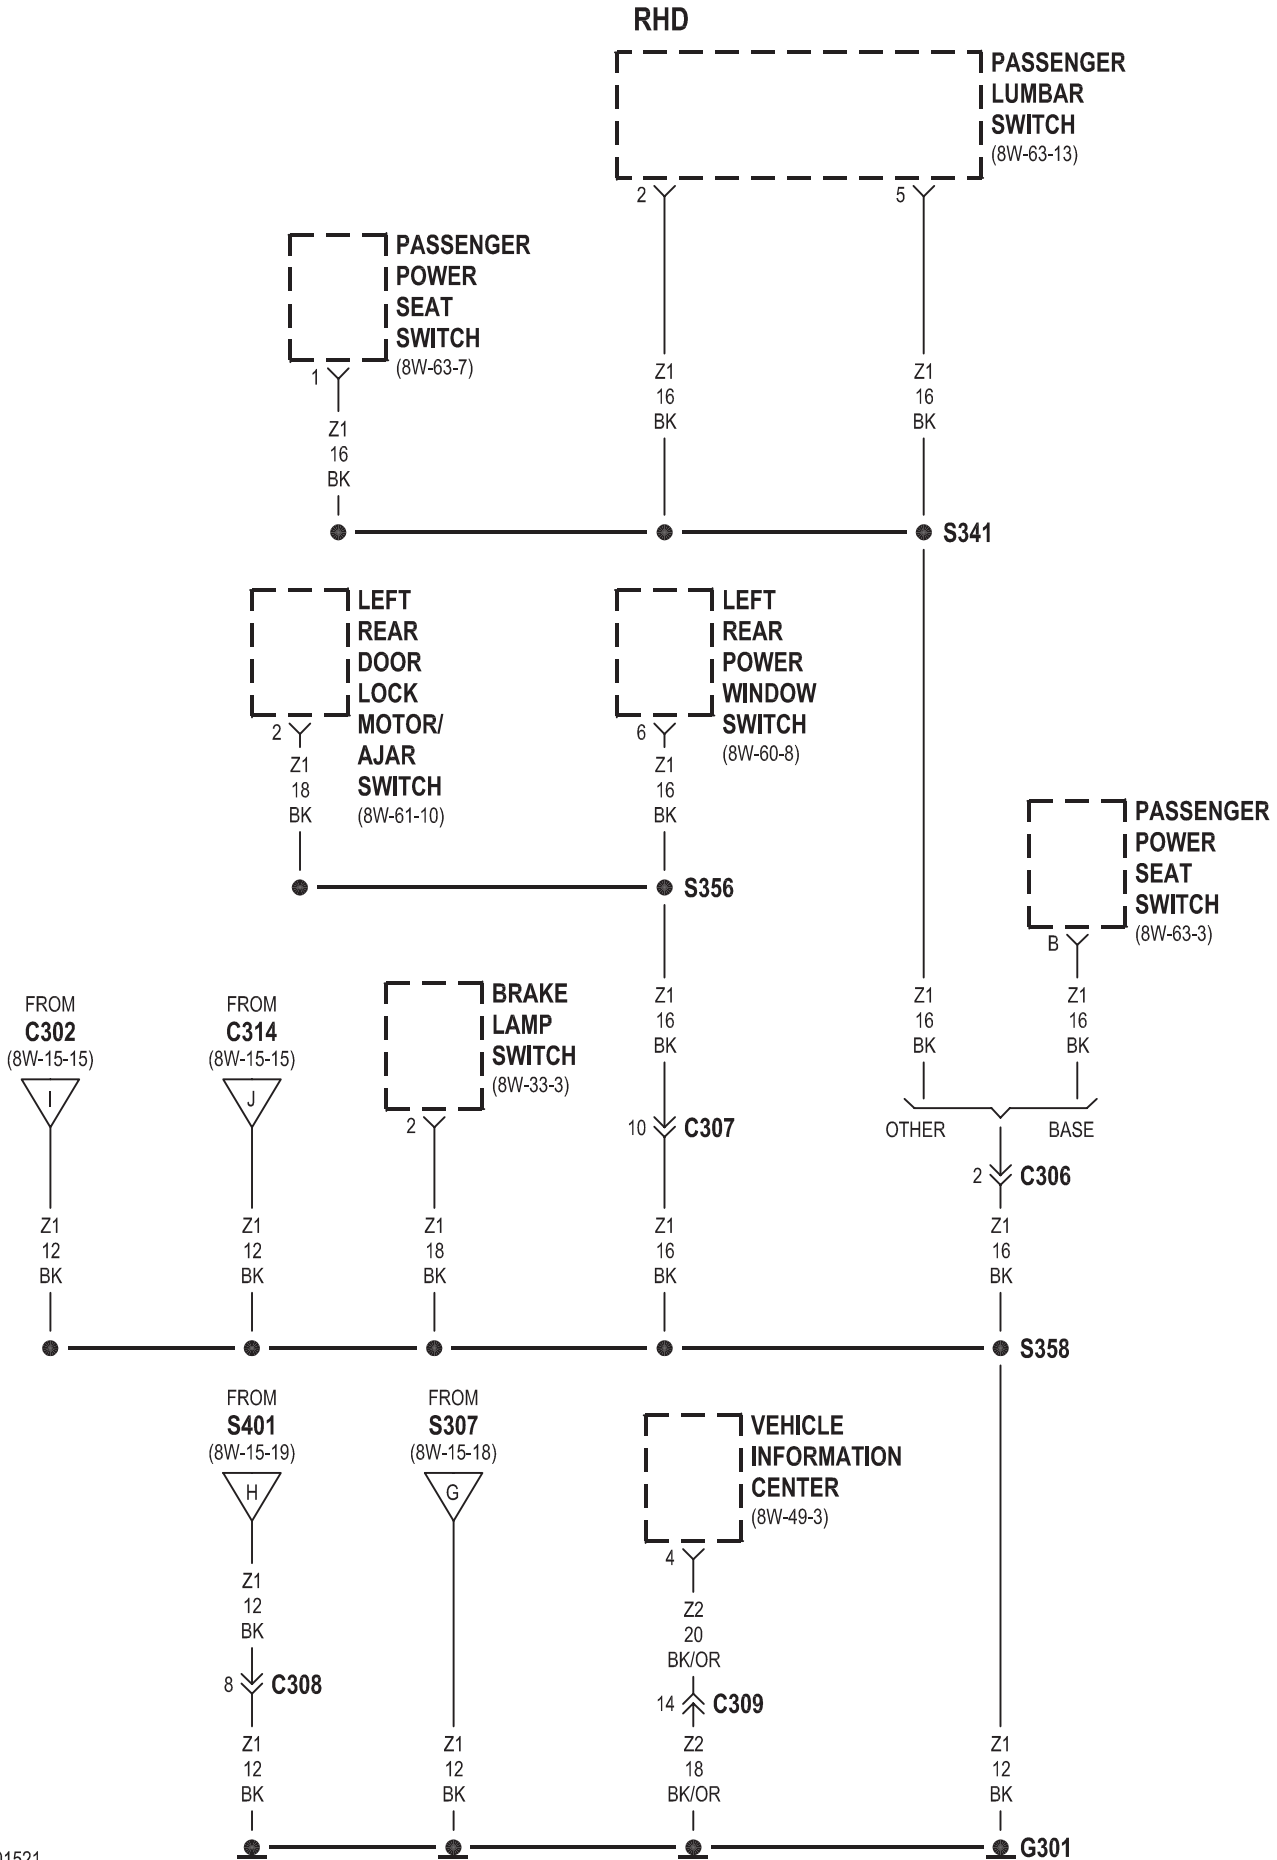 RHD
PASSENGER
LUMBAR
SWITCH
(8W-63-13)
2
5
PASSENGER
POWER
SEAT
SWITCH
(8W-63-7)
1
Z1
16
BK
Z1
16
BK
Z1
16
BK
S341
LEFT
REAR
DOOR
LOCK
MOTOR/
AJAR
SWITCH
(8W-61-10)
2
Z1
18
BK
LEFT
REAR
POWER
WINDOW
SWITCH
(8W-60-8)
6
Z1
16
BK
S356
PASSENGER
POWER
SEAT
SWITCH
(8W-63-3)
B
FROM
C302
(8W-15-15)
I
FROM
C314
(8W-15-15)
J
BRAKE
LAMP
SWITCH
(8W-33-3)
2
Z1
16
BK
Z1
16
BK
Z1
16
BK
10
C307
OTHER
BASE
2
C306
Z1
12
BK
Z1
12
BK
Z1
18
BK
Z1
16
BK
Z1
16
BK
S358
FROM
S401
(8W-15-19)
H
FROM
S307
(8W-15-18)
G
VEHICLE
INFORMATION
CENTER
(8W-49-3)
4
Z1
12
BK
Z2
20
BK/OR
8
C308
14
C309
Z1
12
BK
Z1
12
BK
Z2
18
BK/OR
Z1
12
BK
G301